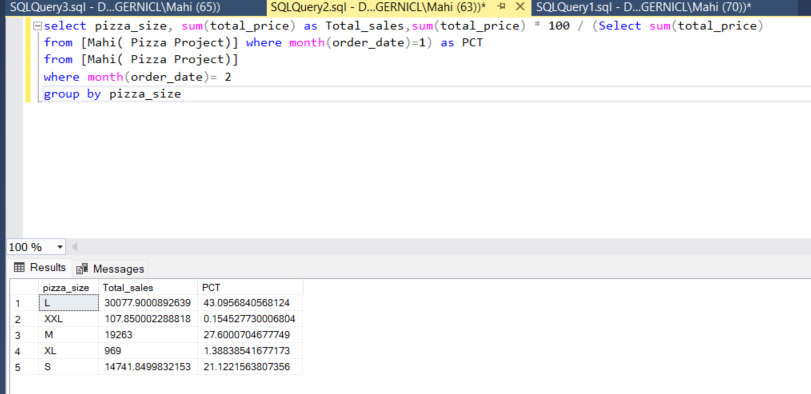 SQLQuery3.sql - D...GERNICL\Mahi (65)) SQLQuery2.sql - D...GERNICL\Mahi (63))* SQLQuery1.sql - D...GERNICL\Mahi (70))*
select pizza_size, sum(total_price) as Total_sales,sum(total_price) * 100 / (Select sum(total_price)
from [Mahi( Pizza Project)] where month(order_date)=1) as PCT
from [Mahi( Pizza Project)]
where month(order_date)= 2
group by pizza_size
100 %
Results Messages
pizza_size Total_sales PCT
1 L 30077.9000892639 43.0956840568124
2 XXL 107.850002288818 0.154527730006804
3 M 19263 27.6000704677749
4 XL 969 1.38838541677173
5 S 14741.8499832153 21.1221563807356